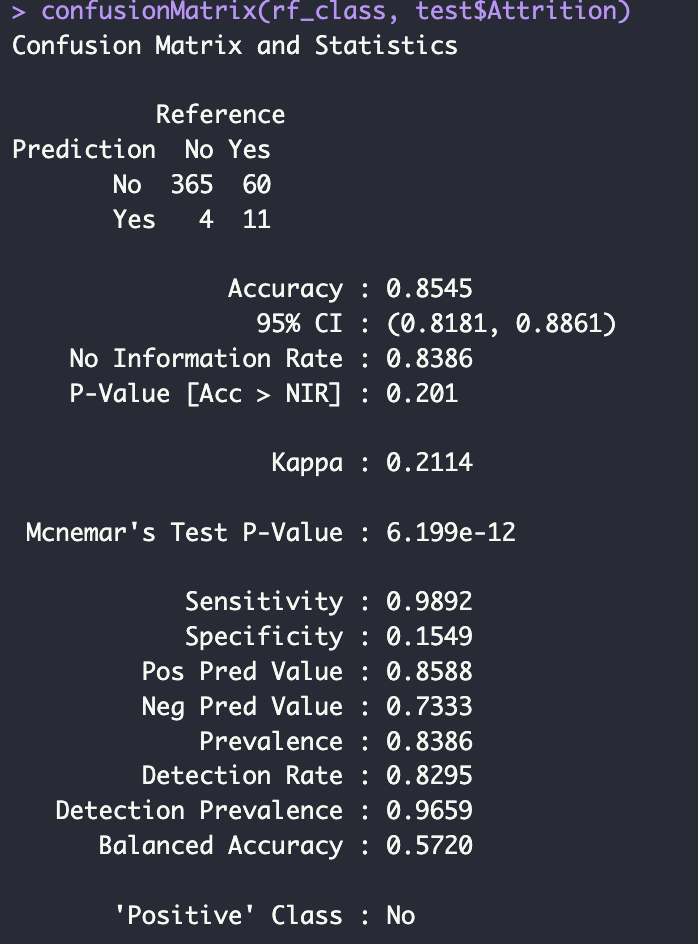 > confusionMatrix(rf_class, test$Attrition)
Confusion Matrix and Statistics
Reference
Prediction No Yes
No 365 60
Yes 4 11
Accuracy : 0.8545
95% CI : (0.8181, 0.8861)
No Information Rate : 0.8386
P-Value [Acc > NIR] : 0.201
Kappa : 0.2114
Mcnemar's Test P-Value : 6.199e-12
Sensitivity : 0.9892
Specificity : 0.1549
Pos Pred Value : 0.8588
Neg Pred Value : 0.7333
Prevalence : 0.8386
Detection Rate : 0.8295
Detection Prevalence : 0.9659
Balanced Accuracy : 0.5720
'Positive' Class : No